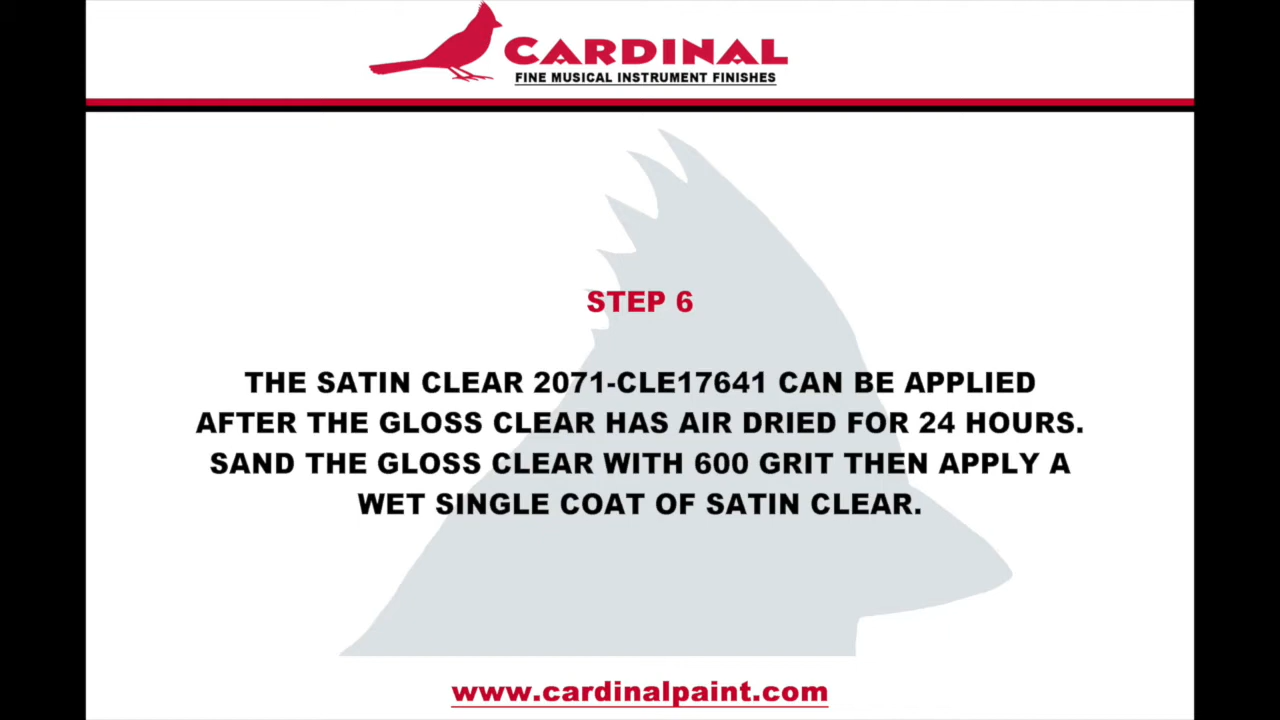 CARDINAL
FINE MUSICAL INSTRUMENT FINISHES
STEP 6
THE SATIN CLEAR 2071-CLE17641 CAN BE APPLIED
AFTER THE GLOSS CLEAR HAS AIR DRIED FOR 24 HOURS.
SAND THE GLOSS CLEAR WITH 600 GRIT THEN APPLY A
WET SINGLE COAT OF SATIN CLEAR.
www.cardinalpaint.com